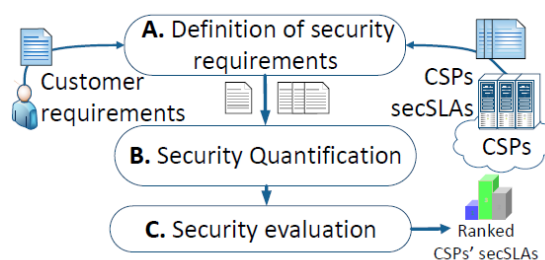 A. Definition of security
requirements
Customer
requirements
CSPs
secSLAs
CSPs
B. Security Quantification
C. Security evaluation
Ranked
CSPs' secSLAs